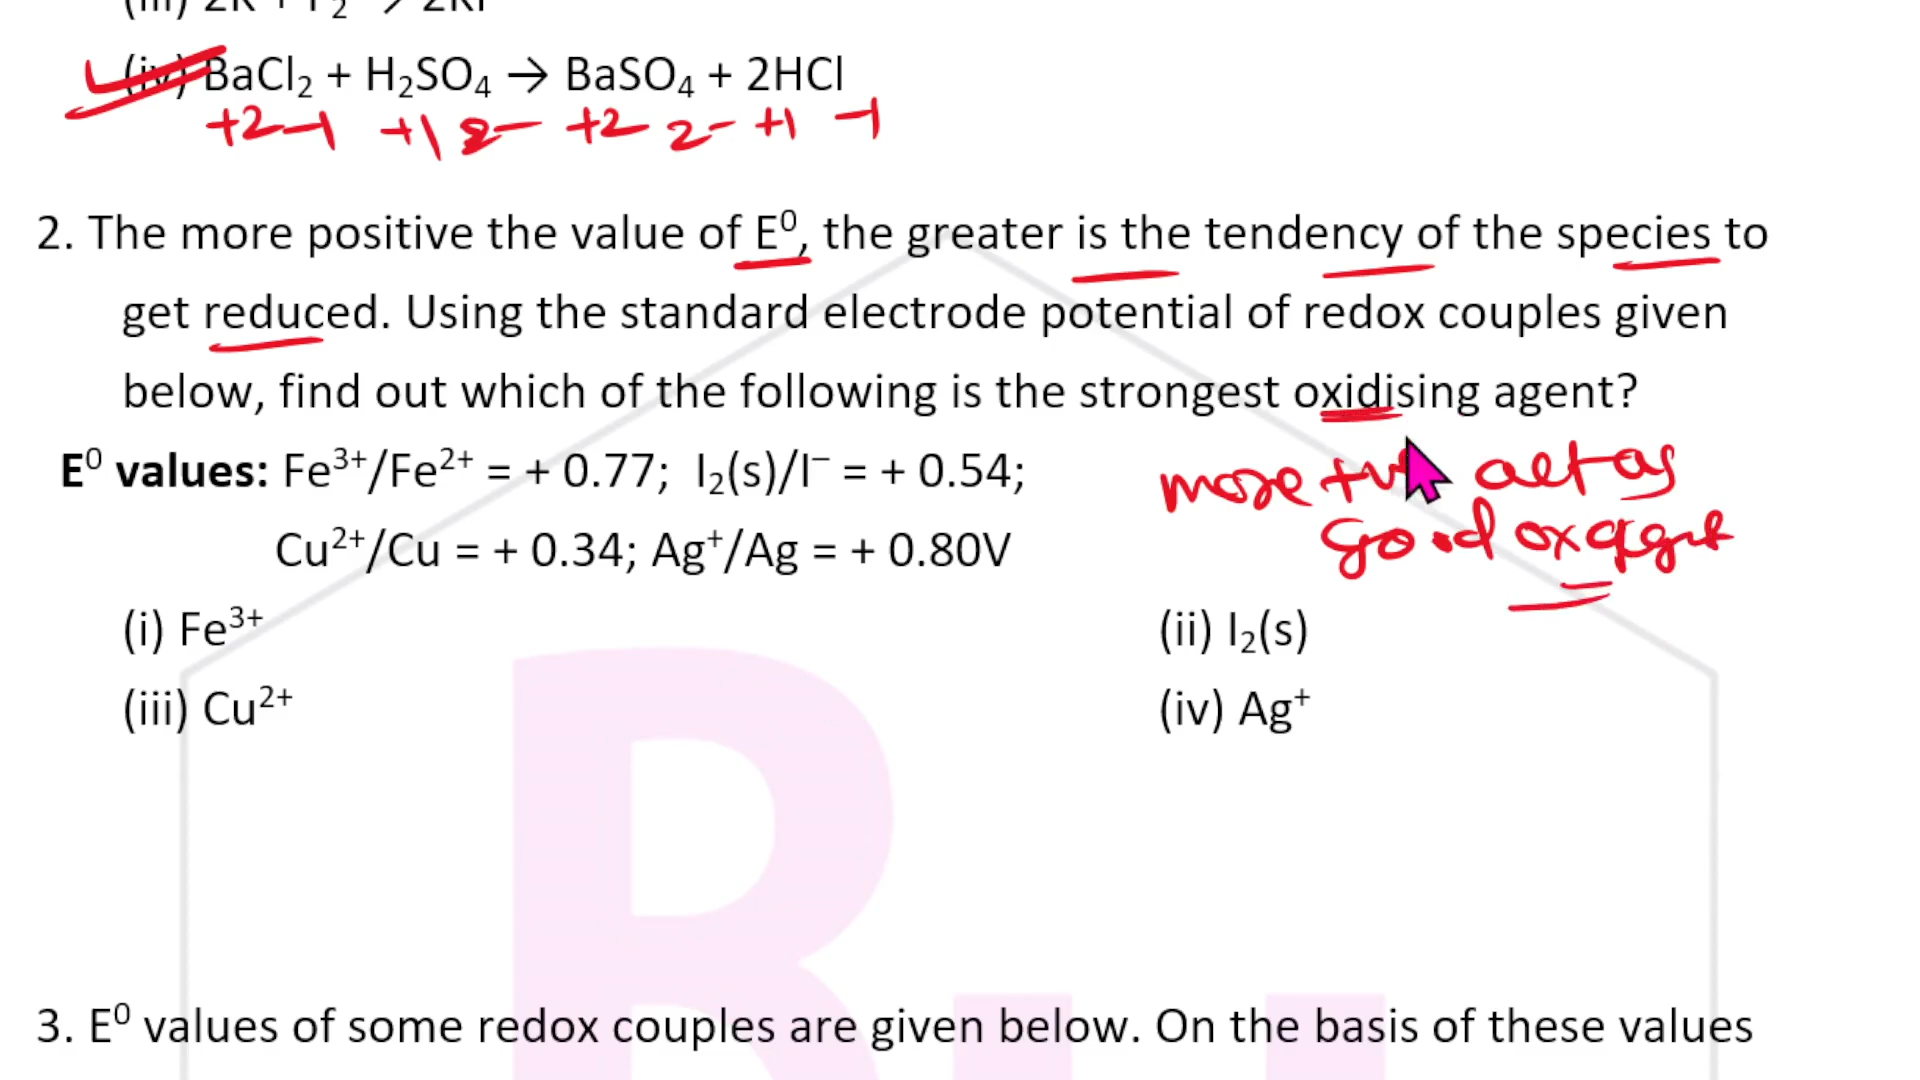 (iii) 2K + F₂ → 2KF
(iv) BaCl₂ + H₂SO₄ → BaSO₄ + 2HCl
+2 -1 +1 2- +2 2- +1 -1
2. The more positive the value of E⁰, the greater is the tendency of the species to
get reduced. Using the standard electrode potential of redox couples given
below, find out which of the following is the strongest oxidising agent?
E⁰ values: Fe³⁺/Fe²⁺ = + 0.77; I₂(s)/I⁻ = + 0.54;
more act as
Cu²⁺/Cu = + 0.34; Ag⁺/Ag = + 0.80V
good ox agent
(i) Fe³⁺ (ii) I₂(s)
(iii) Cu²⁺ (iv) Ag⁺
3. E⁰ values of some redox couples are given below. On the basis of these values